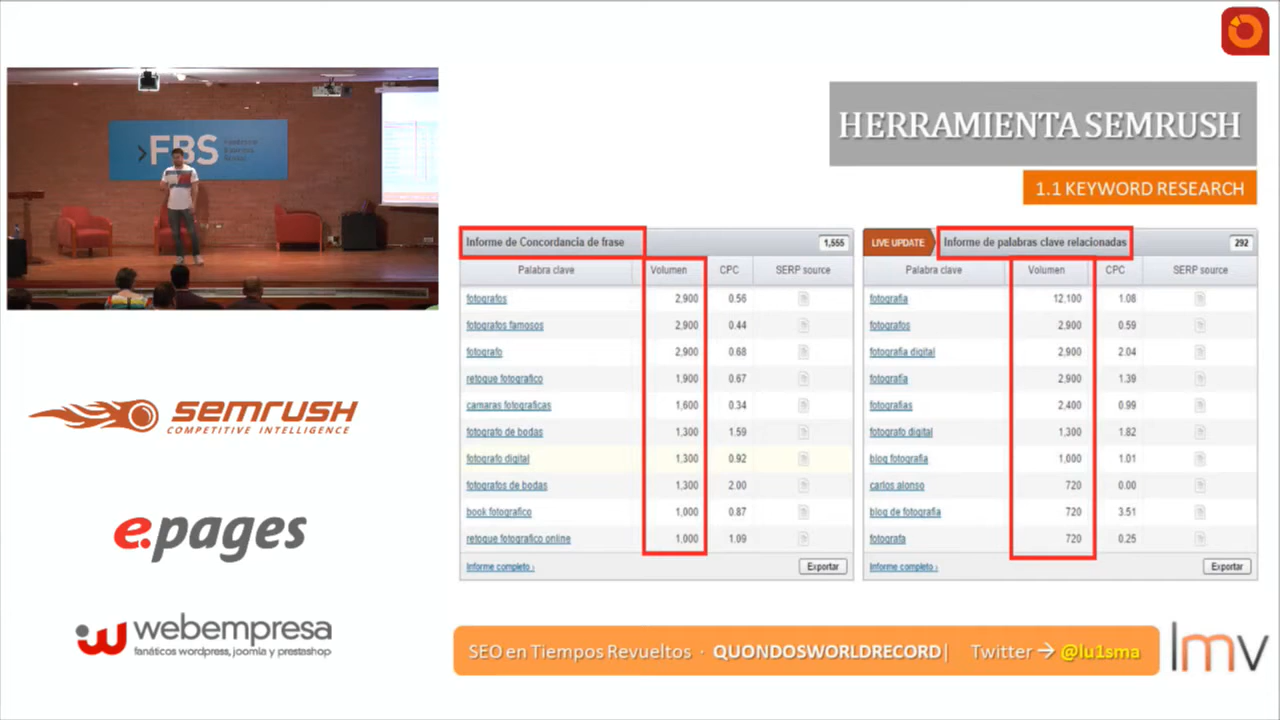 HERRAMIENTA SEMRUSH
1.1 KEYWORD RESEARCH
FBS
Informe de Concordancia de frase 1,555
Palabra clave Volumen CPC SERP source
fotografos 2,900 0.56
fotografos famosos 2,900 0.44
fotografo 2,900 0.68
retoque fotografico 1,900 0.67
camaras fotograficas 1,600 0.34
fotografo de bodas 1,300 1.59
fotografo digital 1,300 0.92
fotografos de bodas 1,300 2.00
book fotografico 1,000 0.87
retoque fotografico online 1,000 1.09
Informe completo › Exportar
LIVE UPDATE Informe de palabras clave relacionadas 292
Palabra clave Volumen CPC SERP source
fotografia 12,100 1.08
fotografos 2,900 0.59
fotografia digital 2,900 2.04
fotografía 2,900 1.39
fotografias 2,400 0.99
fotografo digital 1,300 1.82
blog fotografia 1,000 1.01
carlos alonso 720 0.00
blog de fotografia 720 3.51
fotografa 720 0.25
Informe completo › Exportar
SEMRUSH
COMPETITIVE INTELLIGENCE
e.pages
webempresa
fanáticos wordpress, joomla y prestashop
SEO en Tiempos Revueltos · QUONDOSWORLDRECORD| Twitter → @lu1sma
lmv